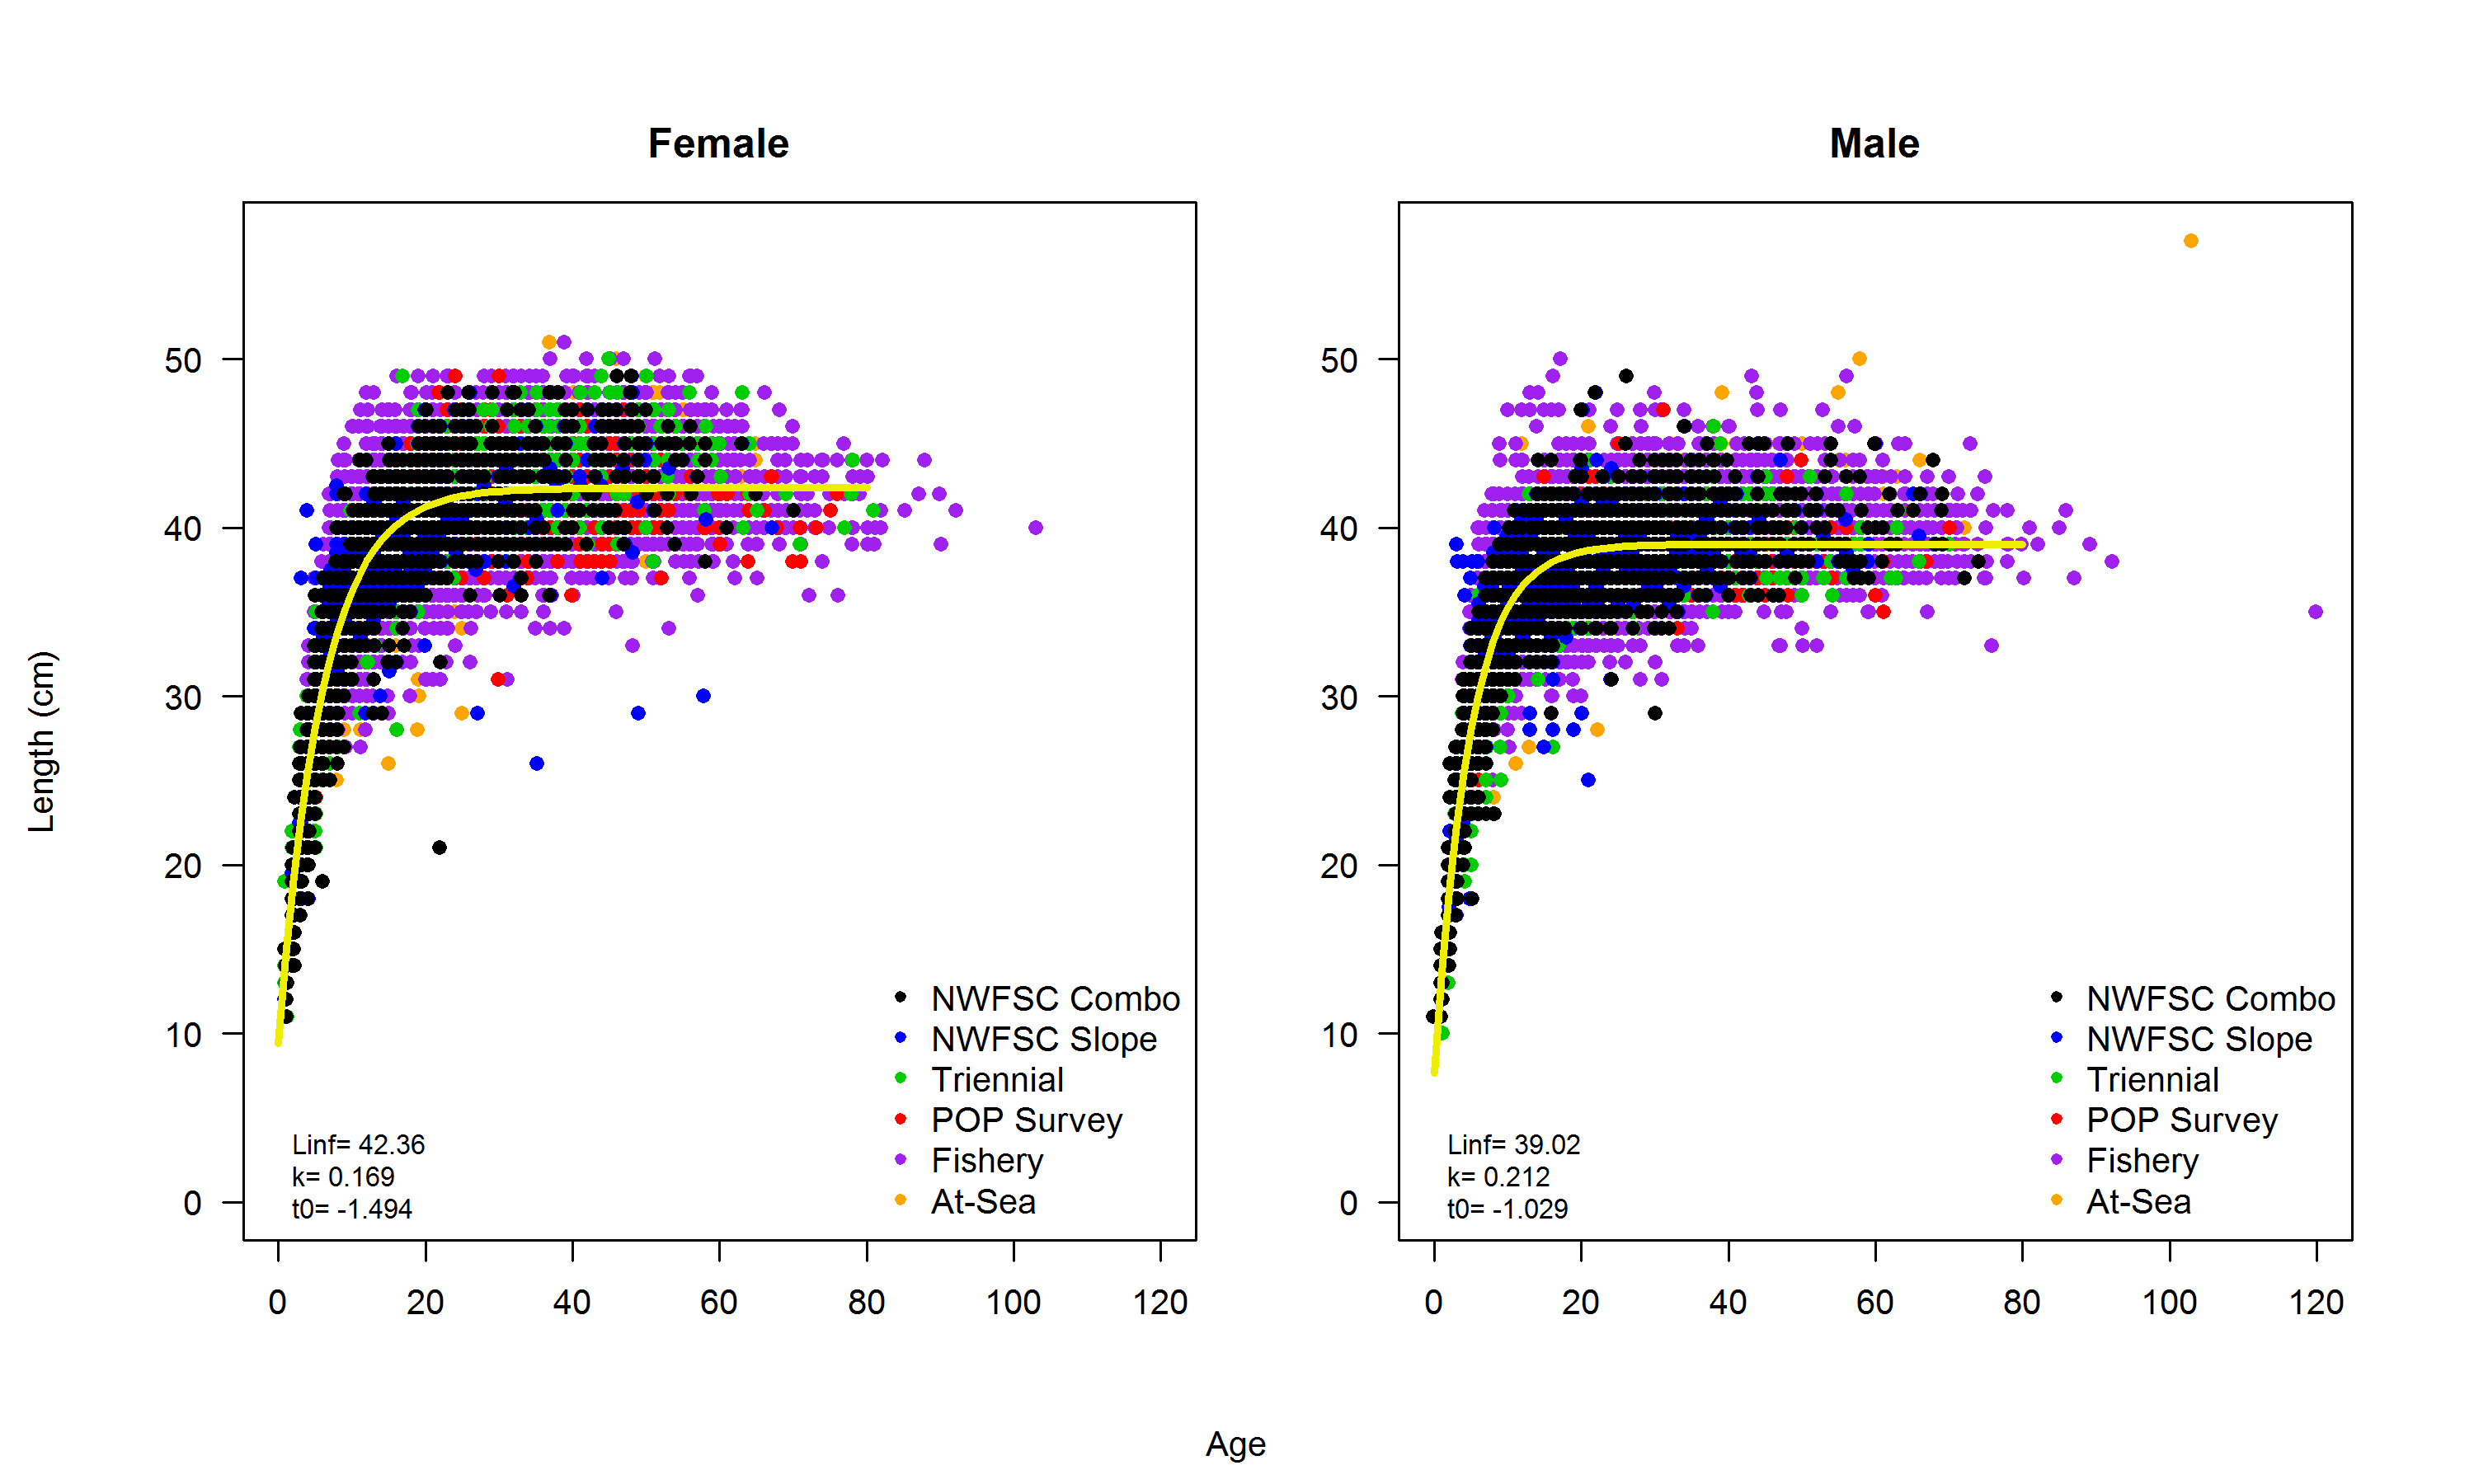 Female
Male
Length (cm)
50
40
30
20
10
0
NWFSC Combo
NWFSC Slope
Triennial
POP Survey
Fishery
At-Sea
Linf= 42.36
k= 0.169
t0= -1.494
0 20 40 60 80 100 120
50
40
30
20
10
0
NWFSC Combo
NWFSC Slope
Triennial
POP Survey
Fishery
At-Sea
Linf= 39.02
k= 0.212
t0= -1.029
0 20 40 60 80 100 120
Age